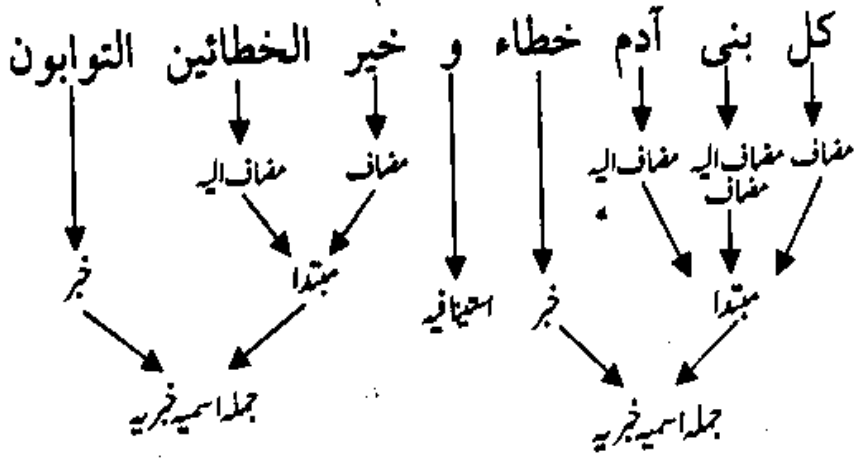 كل بنى آدم خطاء و خير الخطائين التوابون
مضاف مضاف اليه مضاف اليه مضاف مضاف اليه
مضاف
مبتدا خبر استینافیہ مبتدا خبر
جملہ اسمیہ خبریہ جملہ اسمیہ خبریہ